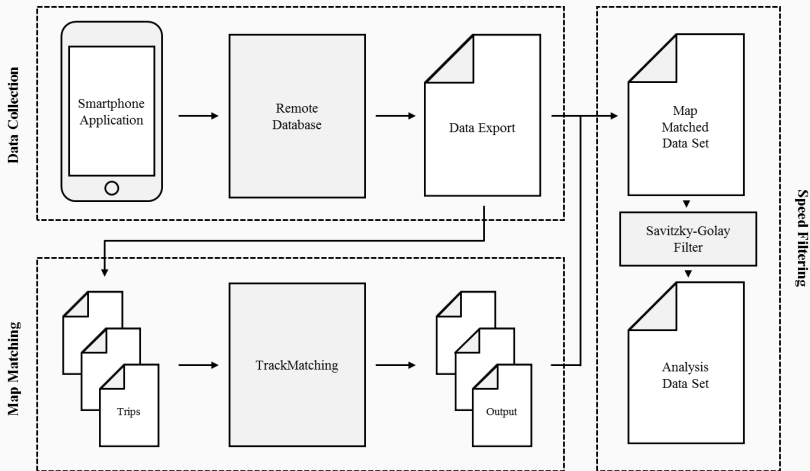 Data Collection
Smartphone
Application
Remote
Database
Data Export
Map Matching
Trips
TrackMatching
Output
Speed Filtering
Map
Matched
Data Set
Savitzky-Golay
Filter
Analysis
Data Set